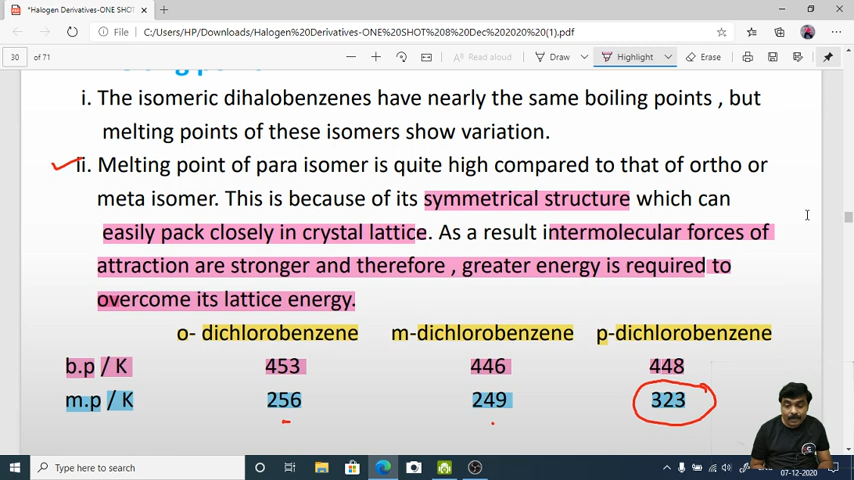 *Halogen Derivatives-ONE SHOT
File
C:/Users/HP/Downloads/Halogen%20Derivatives-ONE%20SHOT%208%20Dec%202020%20(1).pdf
30 of 71
Read aloud
Draw
Highlight
Erase
i. The isomeric dihalobenzenes have nearly the same boiling points , but
melting points of these isomers show variation.
ii. Melting point of para isomer is quite high compared to that of ortho or
meta isomer. This is because of its symmetrical structure which can
easily pack closely in crystal lattice. As a result intermolecular forces of
attraction are stronger and therefore , greater energy is required to
overcome its lattice energy.
o- dichlorobenzene m-dichlorobenzene p-dichlorobenzene
b.p / K 453 446 448
m.p / K 256 249 323
Type here to search
07-12-2020